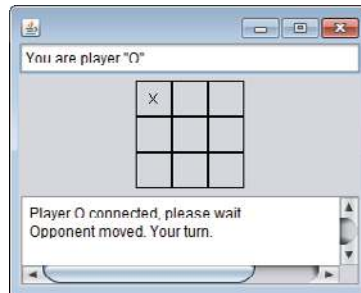 You are player "O"
X
Player O connected, please wait
Opponent moved. Your turn.